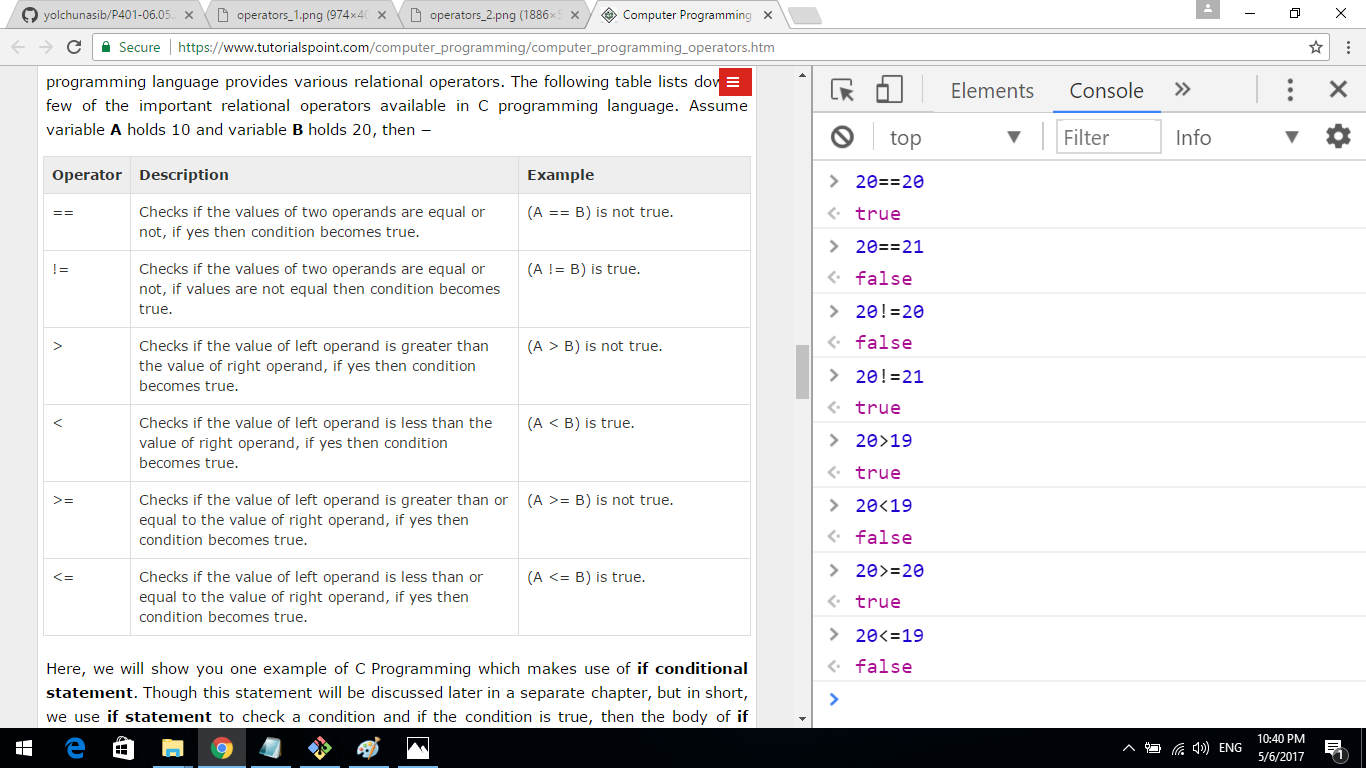 yolchunasib/P401-06.05.
operators_1.png (974×40
operators_2.png (1886×5
Computer Programming
Secure
https://www.tutorialspoint.com/computer_programming/computer_programming_operators.htm
programming language provides various relational operators. The following table lists dow
few of the important relational operators available in C programming language. Assume
variable A holds 10 and variable B holds 20, then −
Operator Description Example
== Checks if the values of two operands are equal or (A == B) is not true.
not, if yes then condition becomes true.
!= Checks if the values of two operands are equal or (A != B) is true.
not, if values are not equal then condition becomes
true.
> Checks if the value of left operand is greater than (A > B) is not true.
the value of right operand, if yes then condition
becomes true.
< Checks if the value of left operand is less than the (A < B) is true.
value of right operand, if yes then condition
becomes true.
>= Checks if the value of left operand is greater than or (A >= B) is not true.
equal to the value of right operand, if yes then
condition becomes true.
<= Checks if the value of left operand is less than or (A <= B) is true.
equal to the value of right operand, if yes then
condition becomes true.
Here, we will show you one example of C Programming which makes use of if conditional
statement. Though this statement will be discussed later in a separate chapter, but in short,
we use if statement to check a condition and if the condition is true, then the body of if
Elements Console
top Filter Info
20==20
true
20==21
false
20!=20
false
20!=21
true
20>19
true
20<19
false
20>=20
true
20<=19
false
ENG
10:40 PM
5/6/2017
1